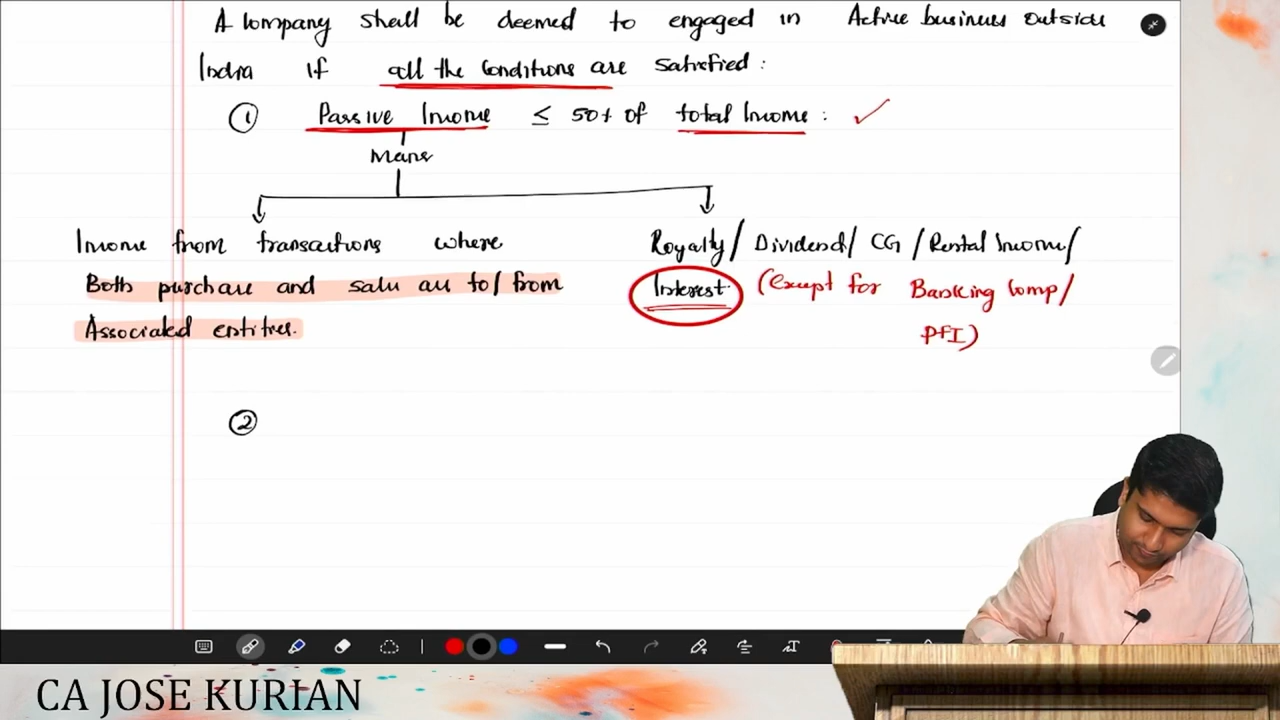 A Company shall be deemed to engaged in Active business outside
India if all the conditions are satisfied :
① Passive Income ≤ 50% of total Income :
Means
Income from transactions where
Both purchase and sales are to/from
Associated entities.
Royalty/ Dividend/ CG /Rental Income/
Interest. (Except for Banking Comp/
PFI)
②
CA JOSE KURIAN